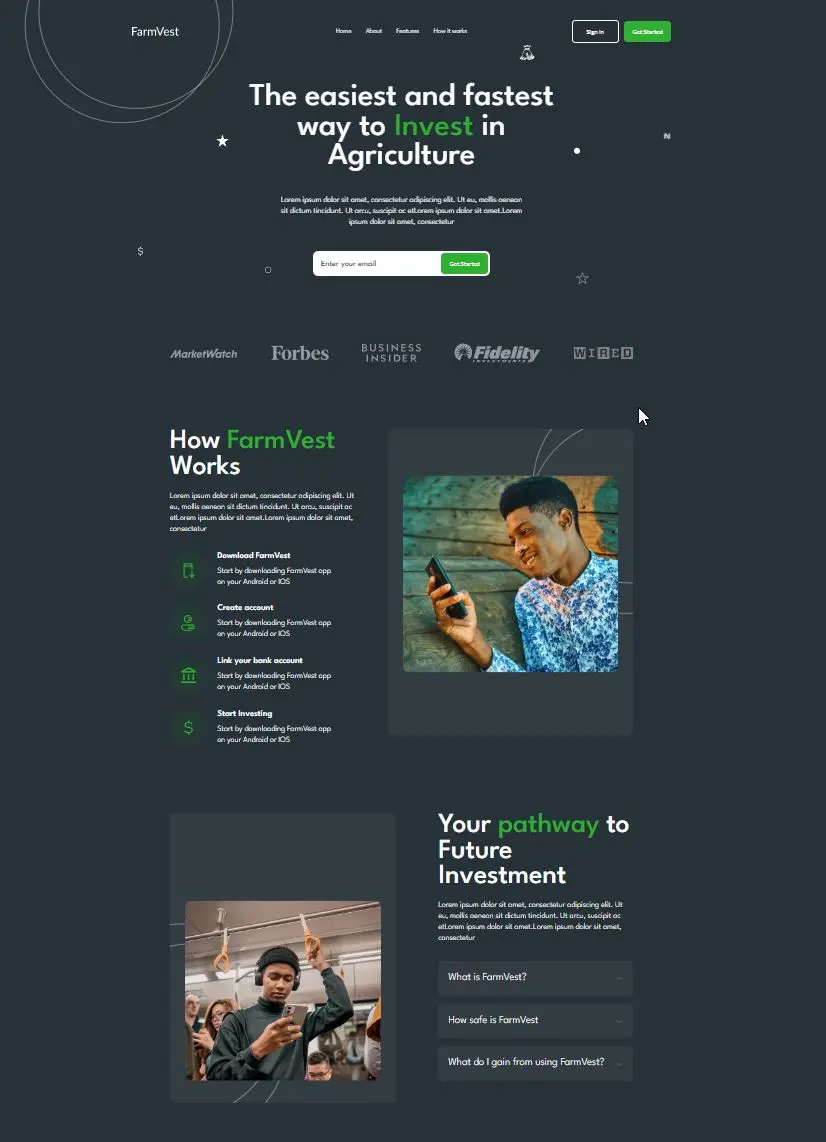 FarmVest
Home About Features How it works
Sign In
Get Started
The easiest and fastest
way to Invest in
Agriculture
₦
Lorem ipsum dolor sit amet, consectetur adipiscing elit. Ut eu, mollis aenean
sit dictum tincidunt. Ut arcu, suscipit ac etLorem ipsum dolor sit amet.Lorem
ipsum dolor sit amet, consectetur
$
Enter your email
Get Started
MarketWatch
Forbes
BUSINESS
INSIDER
Fidelity
INVESTMENTS
WIRED
How FarmVest
Works
Lorem ipsum dolor sit amet, consectetur adipiscing elit. Ut
eu, mollis aenean sit dictum tincidunt. Ut arcu, suscipit ac
etLorem ipsum dolor sit amet.Lorem ipsum dolor sit amet,
consectetur
Download FarmVest
Start by downloading FarmVest app
on your Android or IOS
Create account
Start by downloading FarmVest app
on your Android or IOS
Link your bank account
Start by downloading FarmVest app
on your Android or IOS
$
Start Investing
Start by downloading FarmVest app
on your Android or IOS
Your pathway to
Future
Investment
Lorem ipsum dolor sit amet, consectetur adipiscing elit. Ut
eu, mollis aenean sit dictum tincidunt. Ut arcu, suscipit ac
etLorem ipsum dolor sit amet.Lorem ipsum dolor sit amet,
consectetur
What is FarmVest?
How safe is FarmVest
What do I gain from using FarmVest?